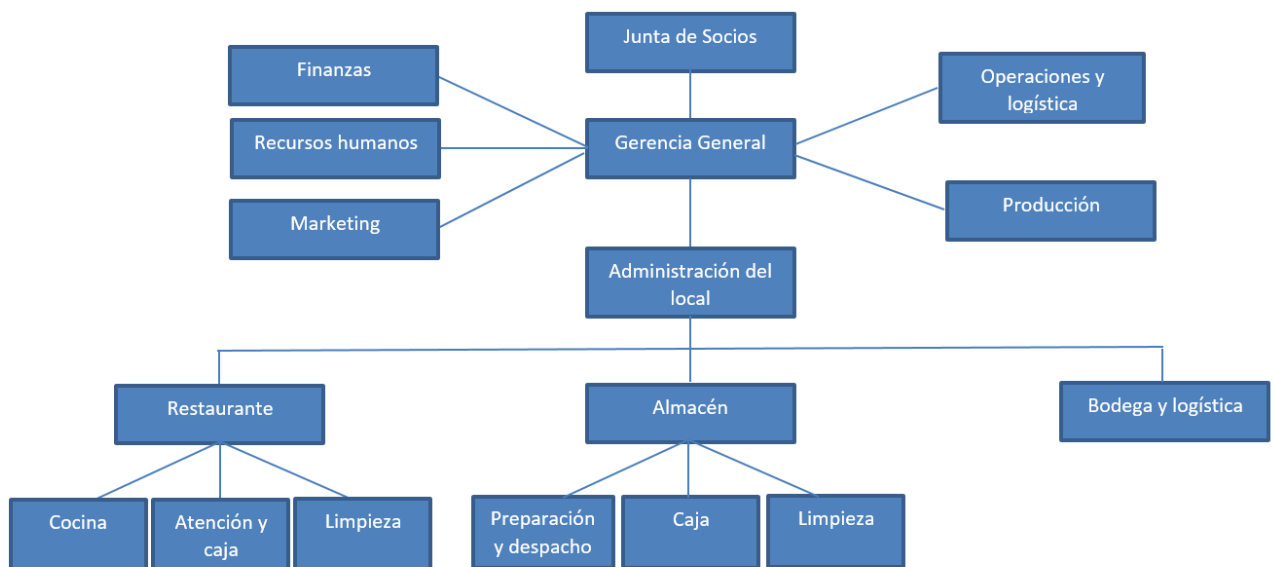 Junta de Socios
Finanzas
Operaciones y
logística
Recursos humanos
Gerencia General
Marketing
Producción
Administración del
local
Restaurante
Almacén
Bodega y logística
Cocina
Atención y
caja
Limpieza
Preparación
y despacho
Caja
Limpieza